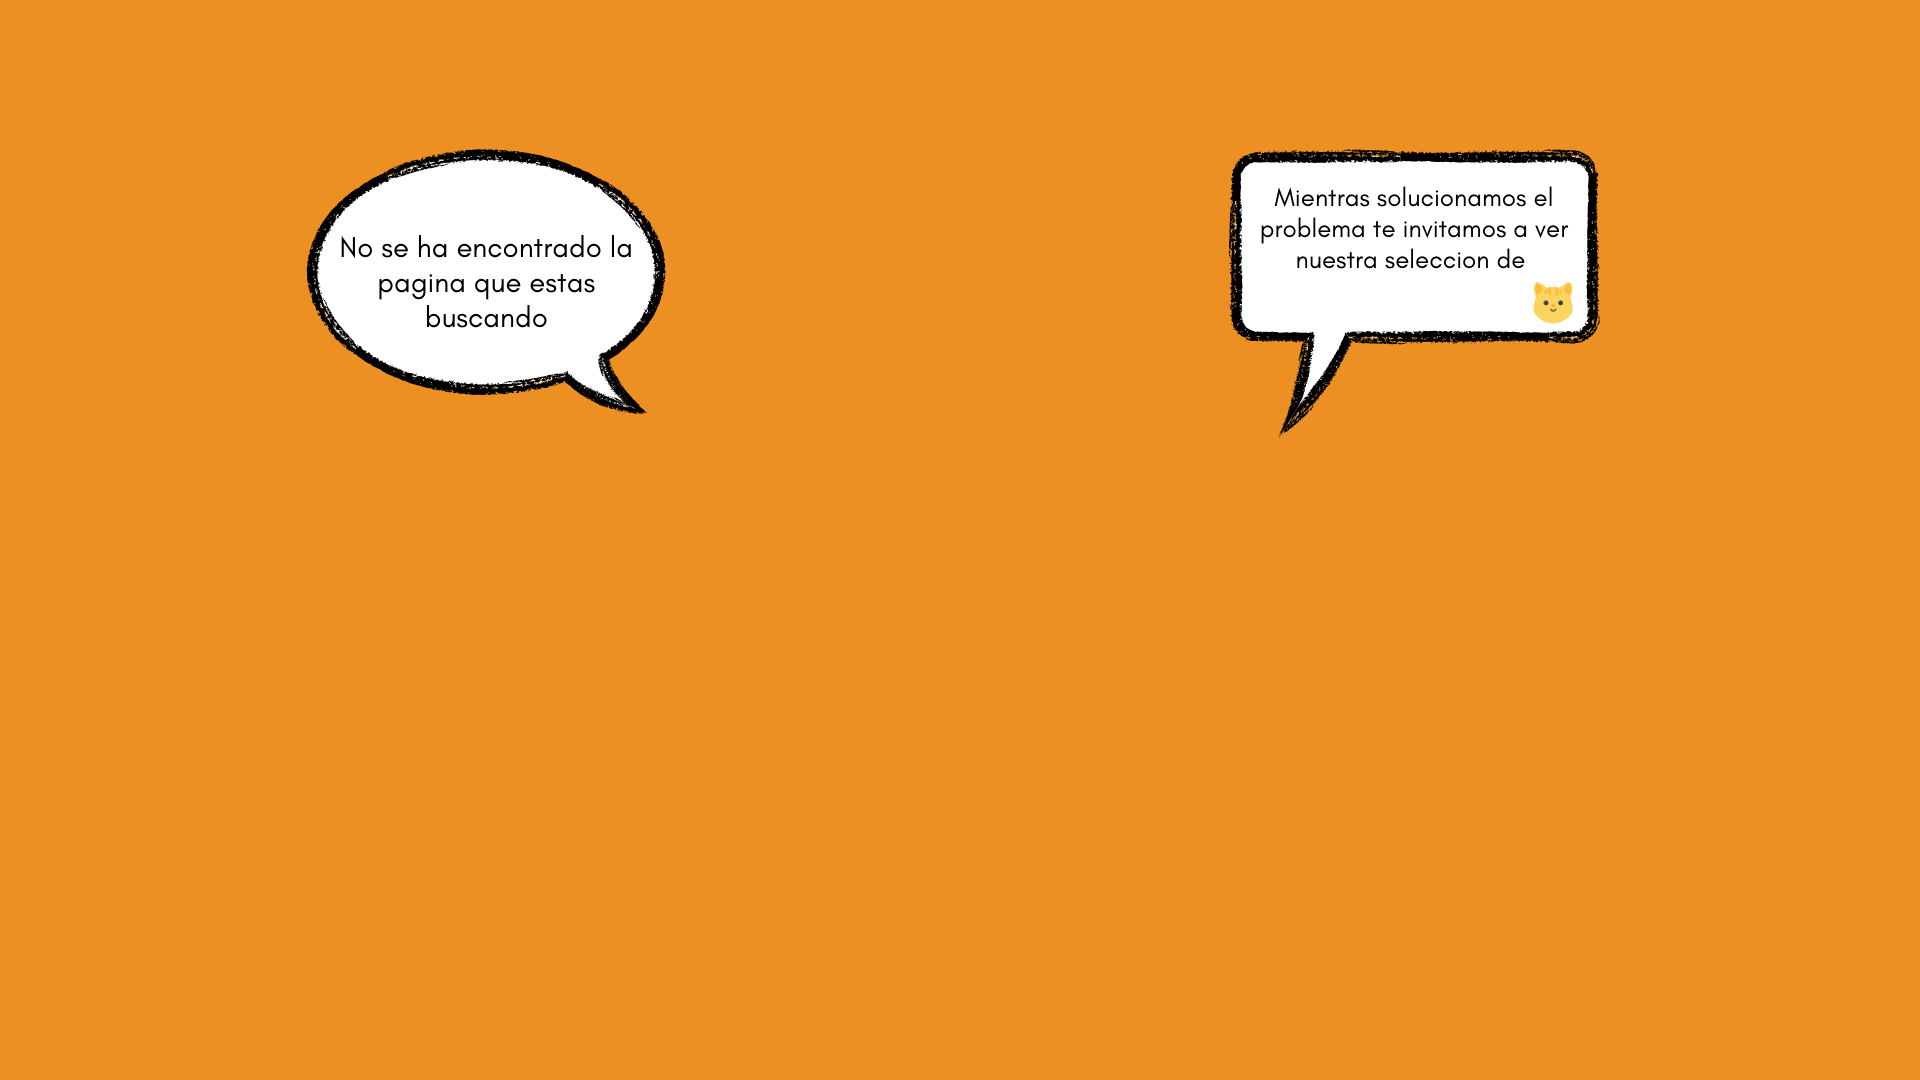 No se ha encontrado la
pagina que estas
buscando
Mientras solucionamos el
problema te invitamos a ver
nuestra seleccion de